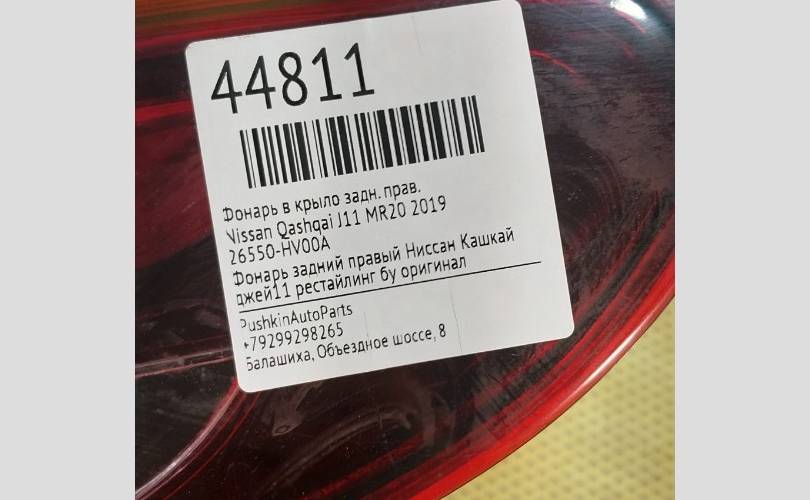 44811
Фонарь в крыло задн. прав.
Nissan Qashqai J11 MR20 2019
26550-HV00A
Фонарь задний правый Ниссан Кашкай
джей11 рестайлинг бу оригинал
PushkinAutoParts
+79299298265
Балашиха, Объездное шоссе, 8